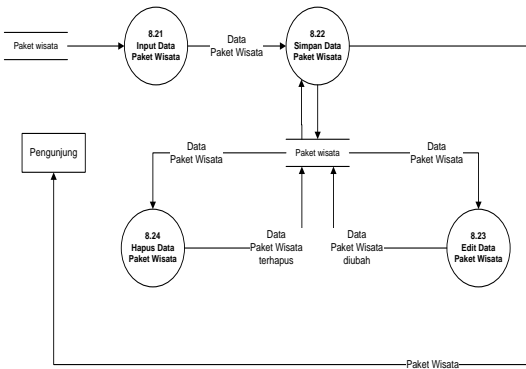 Paket wisata
8.21
Input Data
Paket Wisata
Data
Paket Wisata
8.22
Simpan Data
Paket Wisata
Pengunjung
Data
Paket Wisata
Paket wisata
Data
Paket Wisata
8.24
Hapus Data
Paket Wisata
Data
Paket Wisata
terhapus
Data
Paket Wisata
diubah
8.23
Edit Data
Paket Wisata
Paket Wisata